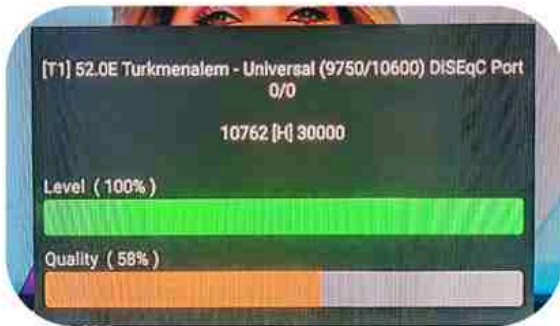 [T1] 52.0E Turkmenalem - Universal (9750/10600) DiSEqC Port
0/0
10762 [H] 30000
Level ( 100% )
Quality ( 58% )